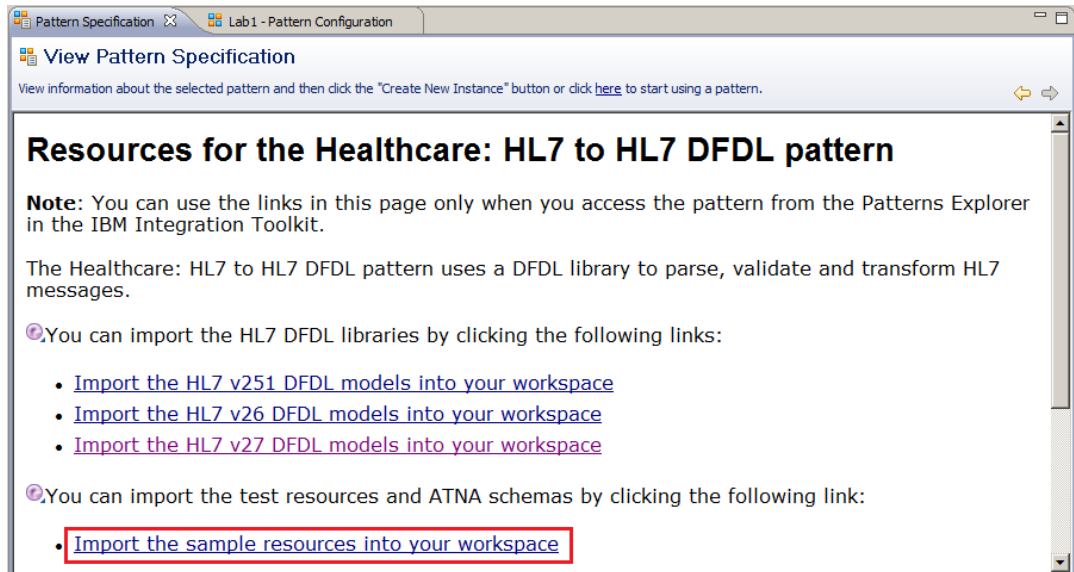 Pattern Specification
Lab1 - Pattern Configuration
View Pattern Specification
View information about the selected pattern and then click the "Create New Instance" button or click here to start using a pattern.
Resources for the Healthcare: HL7 to HL7 DFDL pattern
Note: You can use the links in this page only when you access the pattern from the Patterns Explorer
in the IBM Integration Toolkit.
The Healthcare: HL7 to HL7 DFDL pattern uses a DFDL library to parse, validate and transform HL7
messages.
You can import the HL7 DFDL libraries by clicking the following links:
• Import the HL7 v251 DFDL models into your workspace
• Import the HL7 v26 DFDL models into your workspace
• Import the HL7 v27 DFDL models into your workspace
You can import the test resources and ATNA schemas by clicking the following link:
• Import the sample resources into your workspace